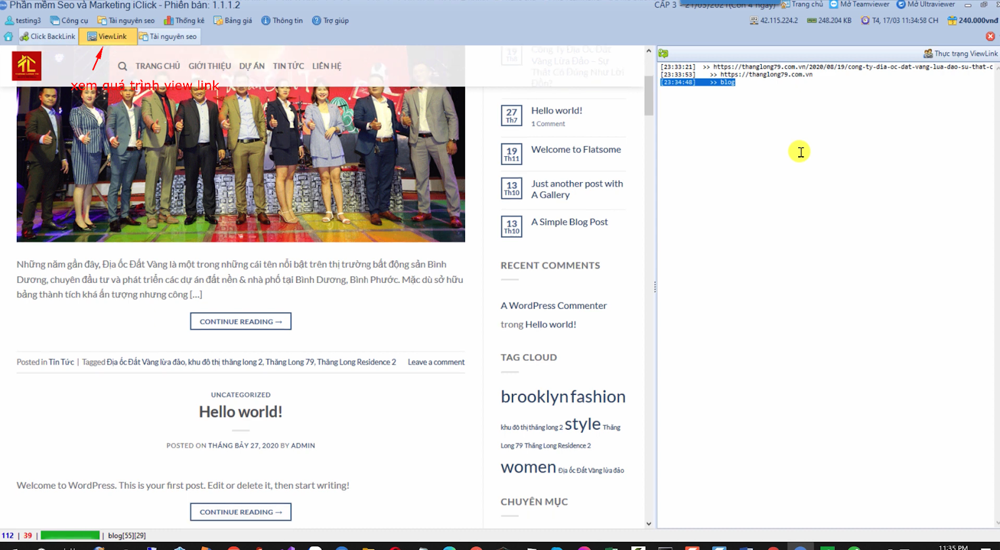 Phần mềm Seo và Marketing iClick - Phiên bản: 1.1.1.2
CẤP 3 - 21/03/2021(Còn 4 ngày)
Trang chủ
Mở Teamviewer
Mở Ultraviewer
testing3
Công cụ
Tài nguyên seo
Thống kê
Bảng giá
Thông tin
Trợ giúp
42.115.224.2
248.204 KB
T4, 17/03 11:34:58 CH
240.000vnđ
Click BackLink
ViewLink
Tài nguyên seo
TRANG CHỦ
GIỚI THIỆU
DỰ ÁN
TIN TỨC
LIÊN HỆ
xem quá trình view link
19
Th8
Công Ty Địa Ốc Đất
Vàng Lừa Đảo – Sự
Thật Có Đúng Như Lời
Đồn?
27
Th7
Hello world!
1 Comment
19
Th11
Welcome to Flatsome
13
Th10
Just another post with
A Gallery
13
Th10
A Simple Blog Post
Những năm gần đây, Địa ốc Đất Vàng là một trong những cái tên nổi bật trên thị trường bất động sản Bình
Dương, chuyên đầu tư và phát triển các dự án đất nền & nhà phố tại Bình Dương, Bình Phước. Mặc dù sở hữu
bảng thành tích khá ấn tượng nhưng công [...]
CONTINUE READING →
Posted in Tin Tức | Tagged Địa ốc Đất Vàng lừa đảo, khu đô thị thăng long 2, Thăng Long 79, Thăng Long Residence 2
Leave a comment
UNCATEGORIZED
Hello world!
POSTED ON THÁNG BẢY 27, 2020 BY ADMIN
Welcome to WordPress. This is your first post. Edit or delete it, then start writing!
CONTINUE READING →
RECENT COMMENTS
A WordPress Commenter
trong Hello world!
TAG CLOUD
brooklyn fashion
khu đô thị thăng long 2 style Thăng
Long 79 Thăng Long Residence 2
women Địa ốc Đất Vàng lừa đảo
CHUYÊN MỤC
Thực trạng ViewLink
[23:33:21] >> https://thanglong79.com.vn/2020/08/19/cong-ty-dia-oc-dat-vang-lua-dao-su-that-c
[23:33:53] >> https://thanglong79.com.vn
[23:34:48] >> blog
112 | 39 | | blog[55][29]
11:35 PM